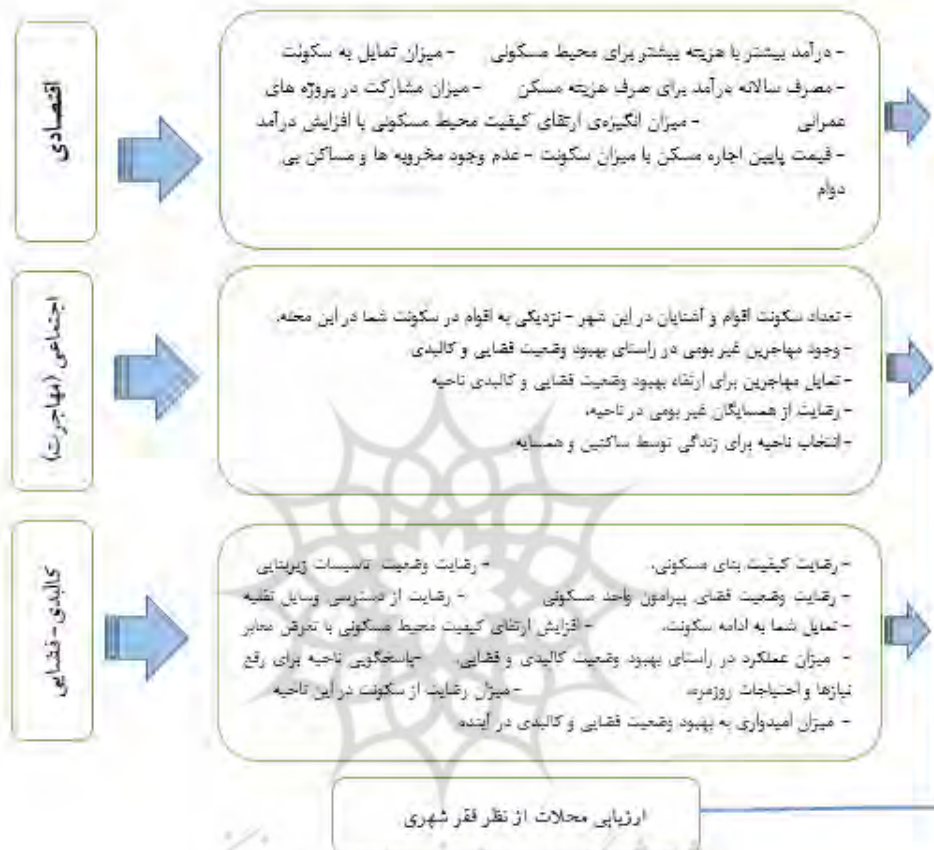 اقتصادی
- درآمد بیشتر با هزینه بیشتر برای محیط مسکونی - میزان تمایل به سکونت
- مصرف سالانه درآمد برای صرف هزینه مسکن - میزان مشارکت در پروژه های
عمرانی - میزان انگیزه‌ی ارتقای کیفیت محیط مسکونی با افزایش درآمد
- قیمت پایین اجاره مسکن با میزان سکونت - عدم وجود مخروبه ها و مساکن بی
دوام
اجتماعی (مهاجرت)
- تعداد سکونت اقوام و آشنایان در این شهر - نزدیکی به اقوام در سکونت شما در این محله.
- وجود مهاجرین غیر بومی در راستای بهبود وضعیت فضایی و کالبدی
- تمایل مهاجرین برای ارتقاء بهبود وضعیت فضایی و کالبدی ناحیه
- رضایت از همسایگان غیر بومی در ناحیه.
- انتخاب ناحیه برای زندگی توسط ساکنین و همسایه.
کالبدی - فضایی
- رضایت کیفیت بنای مسکونی. - رضایت وضعیت تاسیسات زیربنایی
- رضایت وضعیت فضای پیرامون واحد مسکونی - رضایت از دسترسی وسایل نقلیه
- تمایل شما به ادامه سکونت. - افزایش ارتقای کیفیت محیط مسکونی با تعرض معابر
- میزان عملکرد در راستای بهبود وضعیت کالبدی و فضایی. -پاسخگویی ناحیه برای رفع
نیازها و احتیاجات روزمره. - میزان رضایت از سکونت در این ناحیه
- میزان امیدواری به بهبود وضعیت فضایی و کالبدی در آینده
ارزیابی محلات از نظر فقر شهری